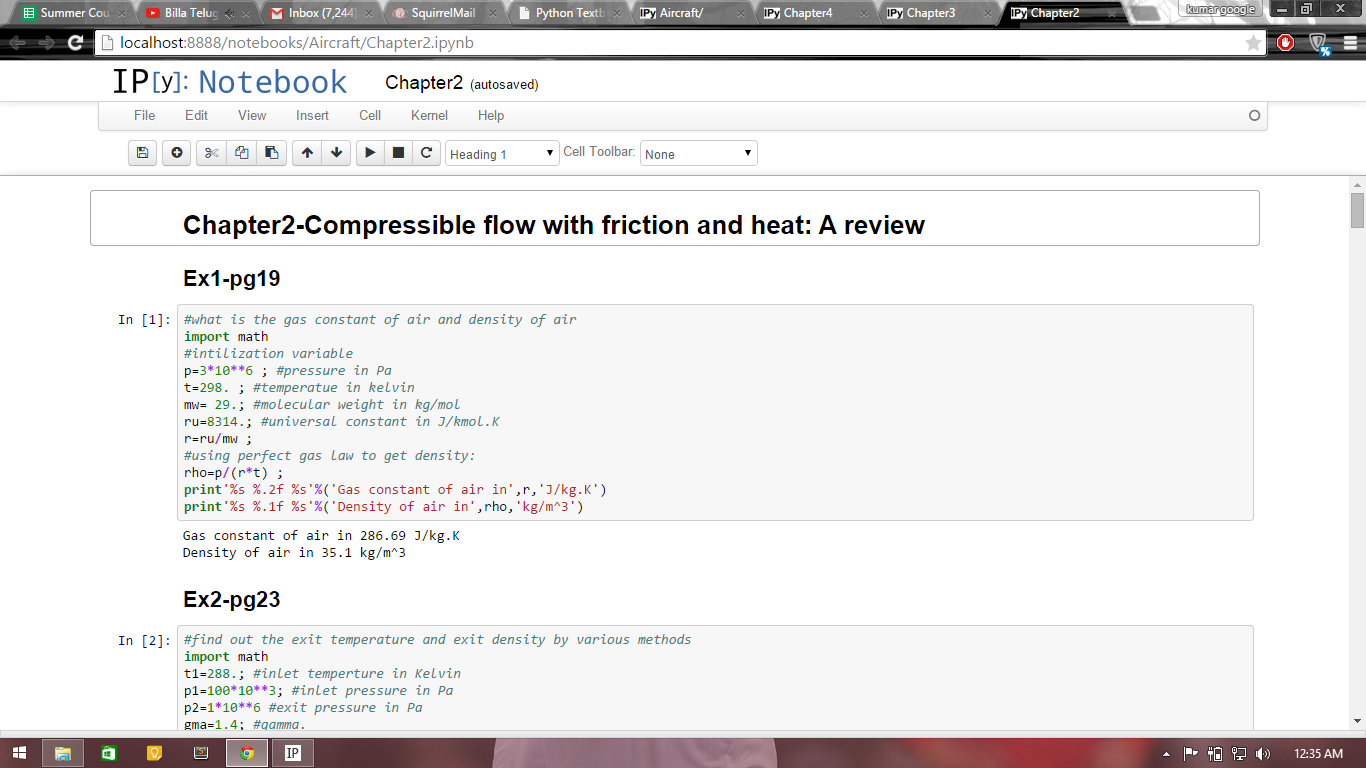 Summer Cou
Billa Telug
Inbox (7,244)
SquirrelMail
Python Textb
IPy Aircraft/
IPy Chapter4
IPy Chapter3
IPy Chapter2
kumar google
localhost:8888/notebooks/Aircraft/Chapter2.ipynb
IP[y]: Notebook
Chapter2 (autosaved)
File Edit View Insert Cell Kernel Help
Heading 1 Cell Toolbar: None
Chapter2-Compressible flow with friction and heat: A review
Ex1-pg19
In [1]: #what is the gas constant of air and density of air
import math
#intilization variable
p=3*10**6 ; #pressure in Pa
t=298. ; #temperatue in kelvin
mw= 29.; #molecular weight in kg/mol
ru=8314.; #universal constant in J/kmol.K
r=ru/mw ;
#using perfect gas law to get density:
rho=p/(r*t) ;
print'%s %.2f %s'%('Gas constant of air in',r,'J/kg.K')
print'%s %.1f %s'%('Density of air in',rho,'kg/m^3')
Gas constant of air in 286.69 J/kg.K
Density of air in 35.1 kg/m^3
Ex2-pg23
In [2]: #find out the exit temperature and exit density by various methods
import math
t1=288.; #inlet temperture in Kelvin
p1=100*10**3; #inlet pressure in Pa
p2=1*10**6 #exit pressure in Pa
gma=1.4; #gamma.
IP
12:35 AM